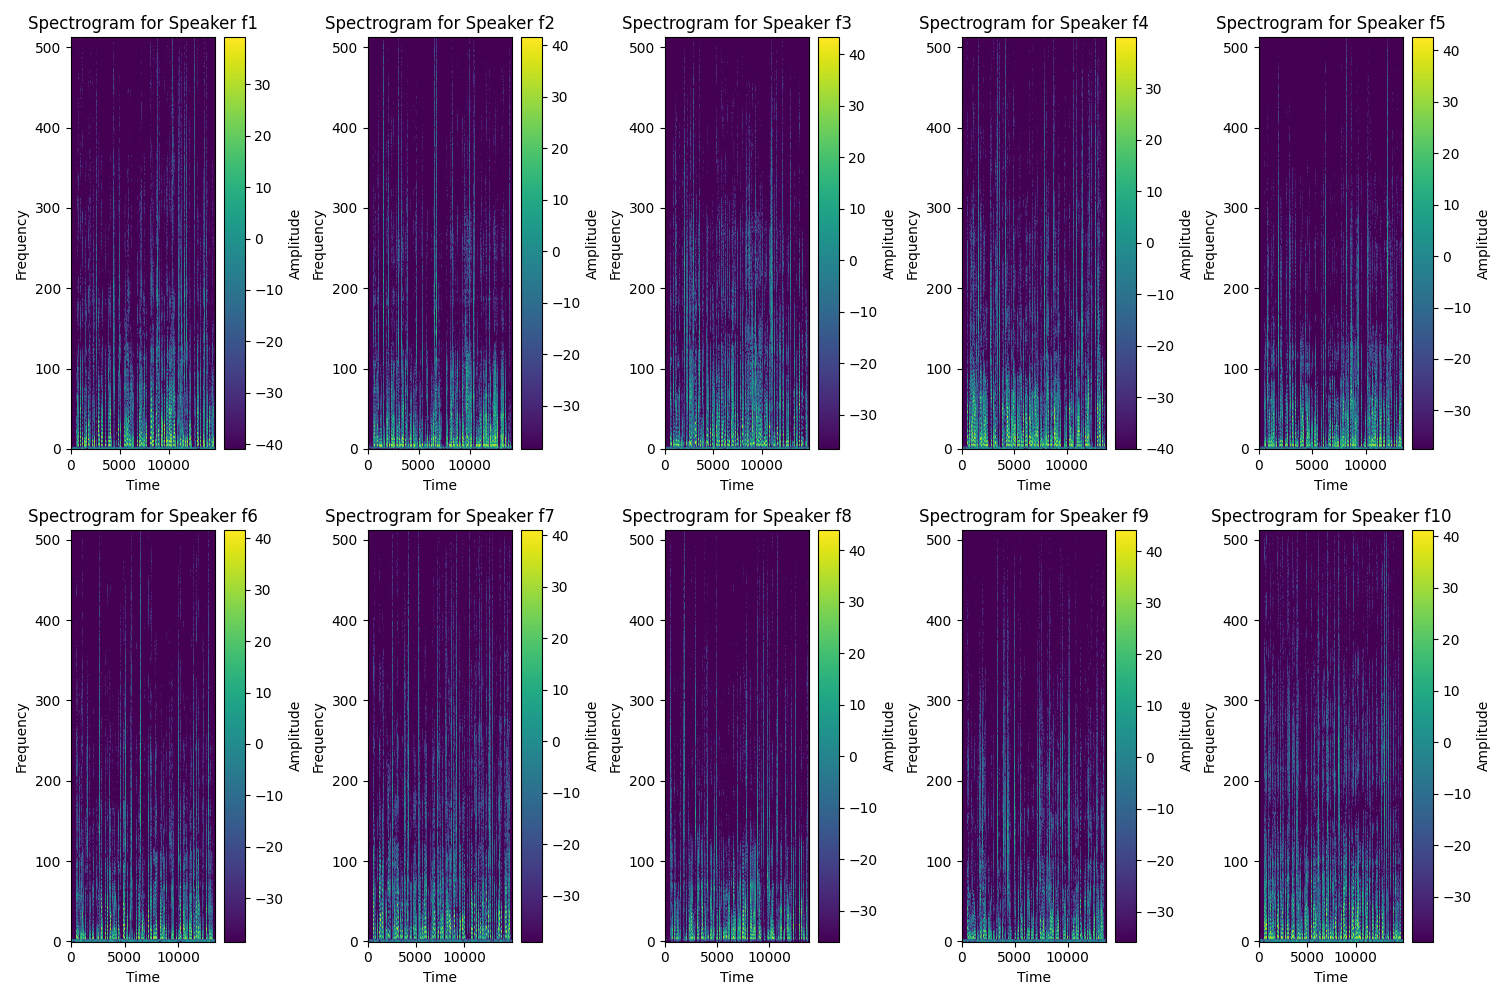 Spectrogram for Speaker f1
500
400
300
200
100
0
0 5000 10000
Frequency
Time
30
20
10
0
−10
−20
−30
−40
Amplitude
Spectrogram for Speaker f2
500
400
300
200
100
0
0 5000 10000
Frequency
Time
40
30
20
10
0
−10
−20
−30
Amplitude
Spectrogram for Speaker f3
500
400
300
200
100
0
0 5000 10000
Frequency
Time
40
30
20
10
0
−10
−20
−30
Amplitude
Spectrogram for Speaker f4
500
400
300
200
100
0
0 5000 10000
Frequency
Time
30
20
10
0
−10
−20
−30
−40
Amplitude
Spectrogram for Speaker f5
500
400
300
200
100
0
0 5000 10000
Frequency
Time
40
30
20
10
0
−10
−20
−30
Amplitude
Spectrogram for Speaker f6
500
400
300
200
100
0
0 5000 10000
Frequency
Time
40
30
20
10
0
−10
−20
−30
Amplitude
Spectrogram for Speaker f7
500
400
300
200
100
0
0 5000 10000
Frequency
Time
40
30
20
10
0
−10
−20
−30
Amplitude
Spectrogram for Speaker f8
500
400
300
200
100
0
0 5000 10000
Frequency
Time
40
30
20
10
0
−10
−20
−30
Amplitude
Spectrogram for Speaker f9
500
400
300
200
100
0
0 5000 10000
Frequency
Time
40
30
20
10
0
−10
−20
−30
Amplitude
Spectrogram for Speaker f10
500
400
300
200
100
0
0 5000 10000
Frequency
Time
40
30
20
10
0
−10
−20
−30
Amplitude